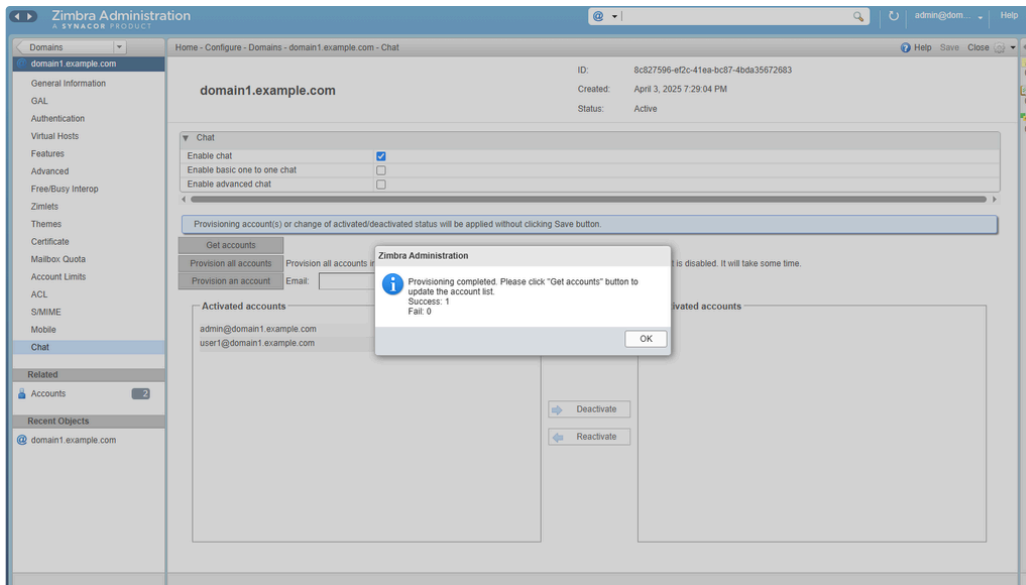 Zimbra Administration
A SYNACOR PRODUCT
@
admin@dom...
Help
Domains
Home - Configure - Domains - domain1.example.com - Chat
Help Save Close
domain1.example.com
General Information
GAL
Authentication
Virtual Hosts
Features
Advanced
Free/Busy Interop
Zimlets
Themes
Certificate
Mailbox Quota
Account Limits
ACL
S/MIME
Mobile
Chat
Related
Accounts 2
Recent Objects
@ domain1.example.com
domain1.example.com
ID: 8c827596-ef2c-41ea-bc87-4bda35672683
Created: April 3, 2025 7:29:04 PM
Status: Active
Chat
Enable chat
Enable basic one to one chat
Enable advanced chat
Provisioning account(s) or change of activated/deactivated status will be applied without clicking Save button.
Get accounts
Provision all accounts Provision all accounts i
t is disabled. It will take some time.
Provision an account Email:
Activated accounts
admin@domain1.example.com
user1@domain1.example.com
ivated accounts
Deactivate
Reactivate
Zimbra Administration
Provisioning completed. Please click "Get accounts" button to
update the account list.
Success: 1
Fail: 0
OK